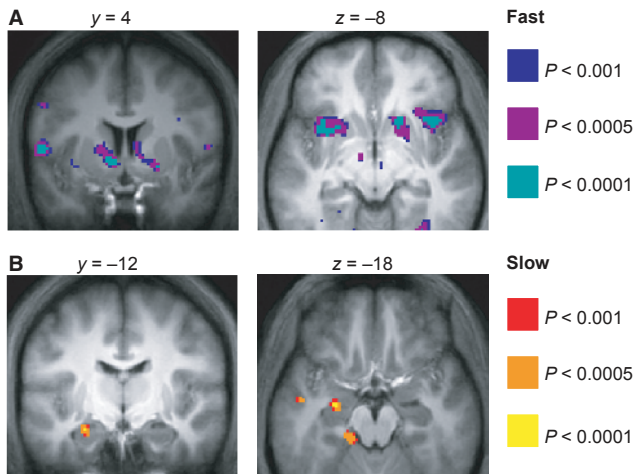 A
y = 4
z = –8
Fast
P < 0.001
P < 0.0005
P < 0.0001
B
y = –12
z = –18
Slow
P < 0.001
P < 0.0005
P < 0.0001